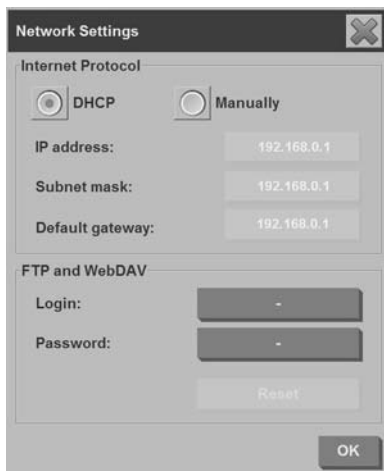 Network Settings
Internet Protocol
DHCP Manually
IP address: 192.168.0.1
Subnet mask: 192.168.0.1
Default gateway: 192.168.0.1
FTP and WebDAV
Login: -
Password: -
Reset
OK